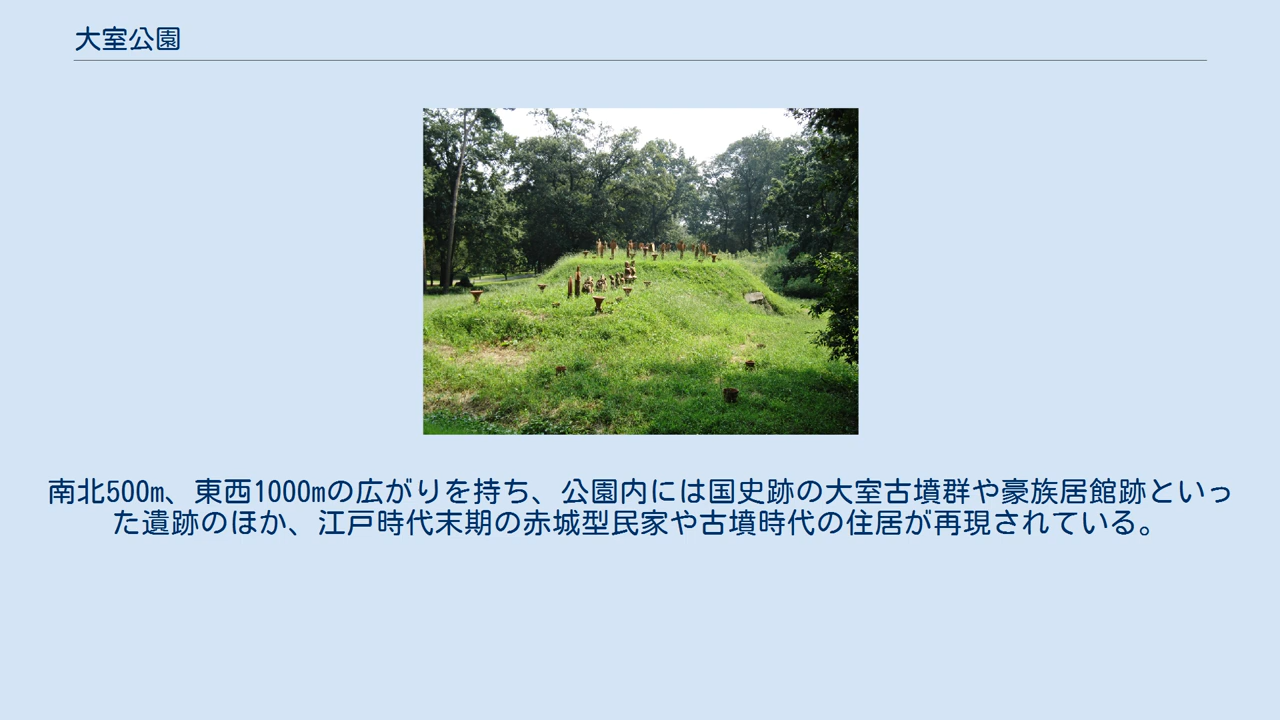 大室公園
南北500m、東西1000mの広がりを持ち、公園内には国史跡の大室古墳群や豪族居館跡といっ
た遺跡のほか、江戸時代末期の赤城型民家や古墳時代の住居が再現されている。